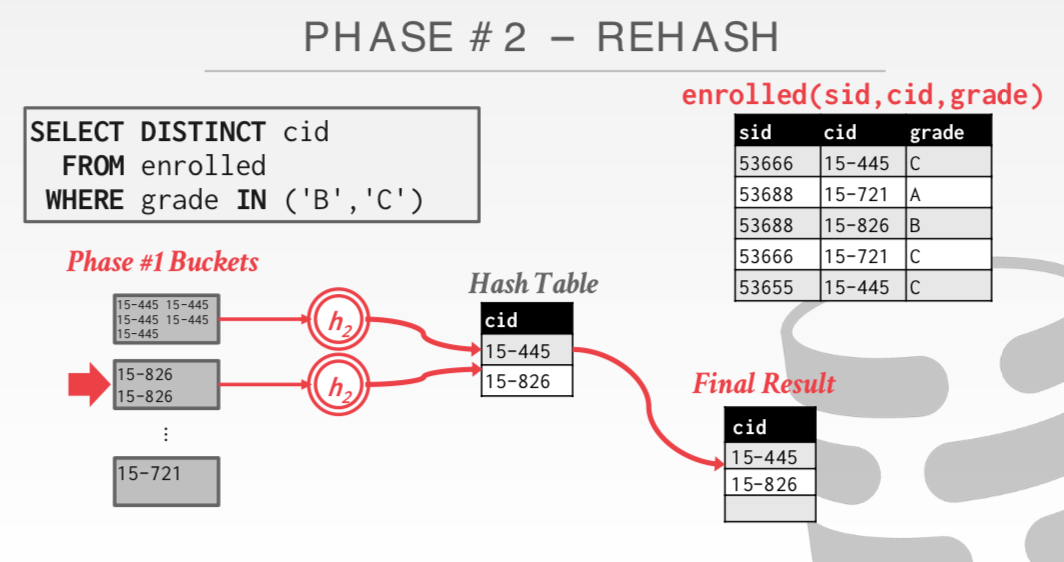 PHASE #2 – REHASH
SELECT DISTINCT cid
FROM enrolled
WHERE grade IN ('B','C')
enrolled(sid,cid,grade)
sid cid grade
53666 15-445 C
53688 15-721 A
53688 15-826 B
53666 15-721 C
53655 15-445 C
Phase #1 Buckets
15-445 15-445
15-445 15-445
15-445
h2
15-826
15-826
h2
⋮
15-721
Hash Table
cid
15-445
15-826
Final Result
cid
15-445
15-826